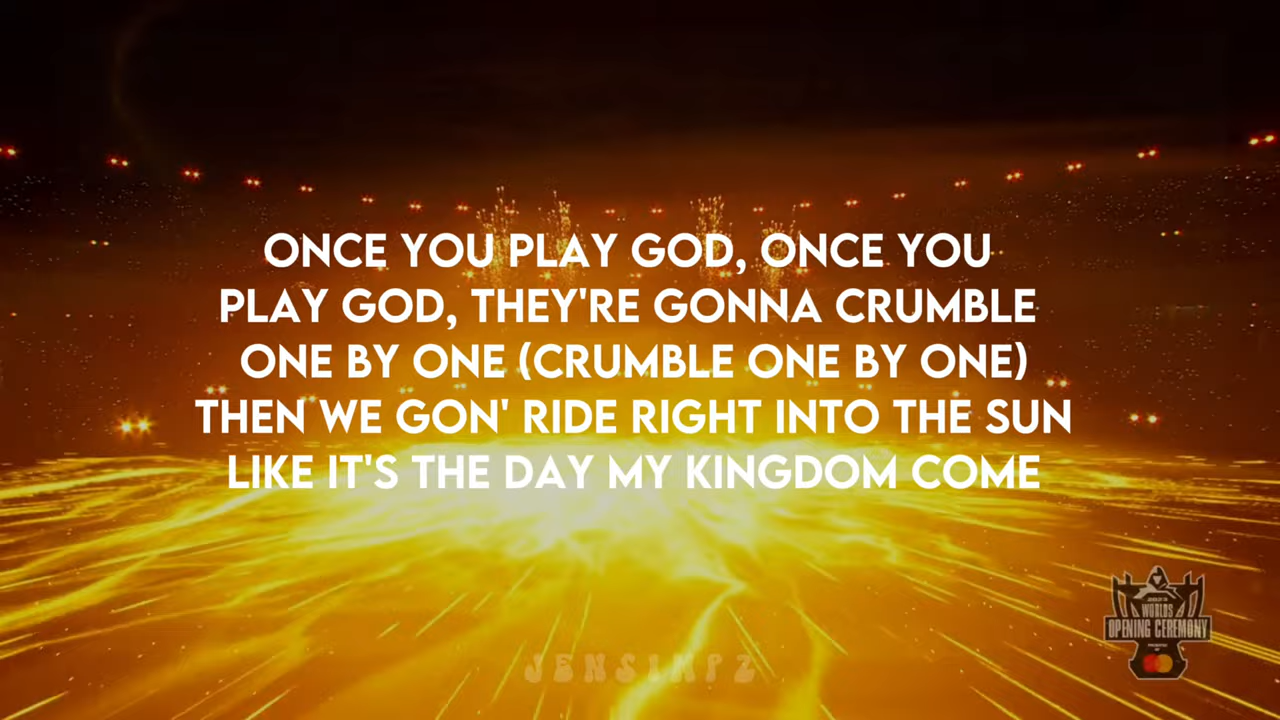 ONCE YOU PLAY GOD, ONCE YOU
PLAY GOD, THEY'RE GONNA CRUMBLE
ONE BY ONE (CRUMBLE ONE BY ONE)
THEN WE GON' RIDE RIGHT INTO THE SUN
LIKE IT'S THE DAY MY KINGDOM COME
WORLDS
OPENING CEREMONY
JENSIMPZ